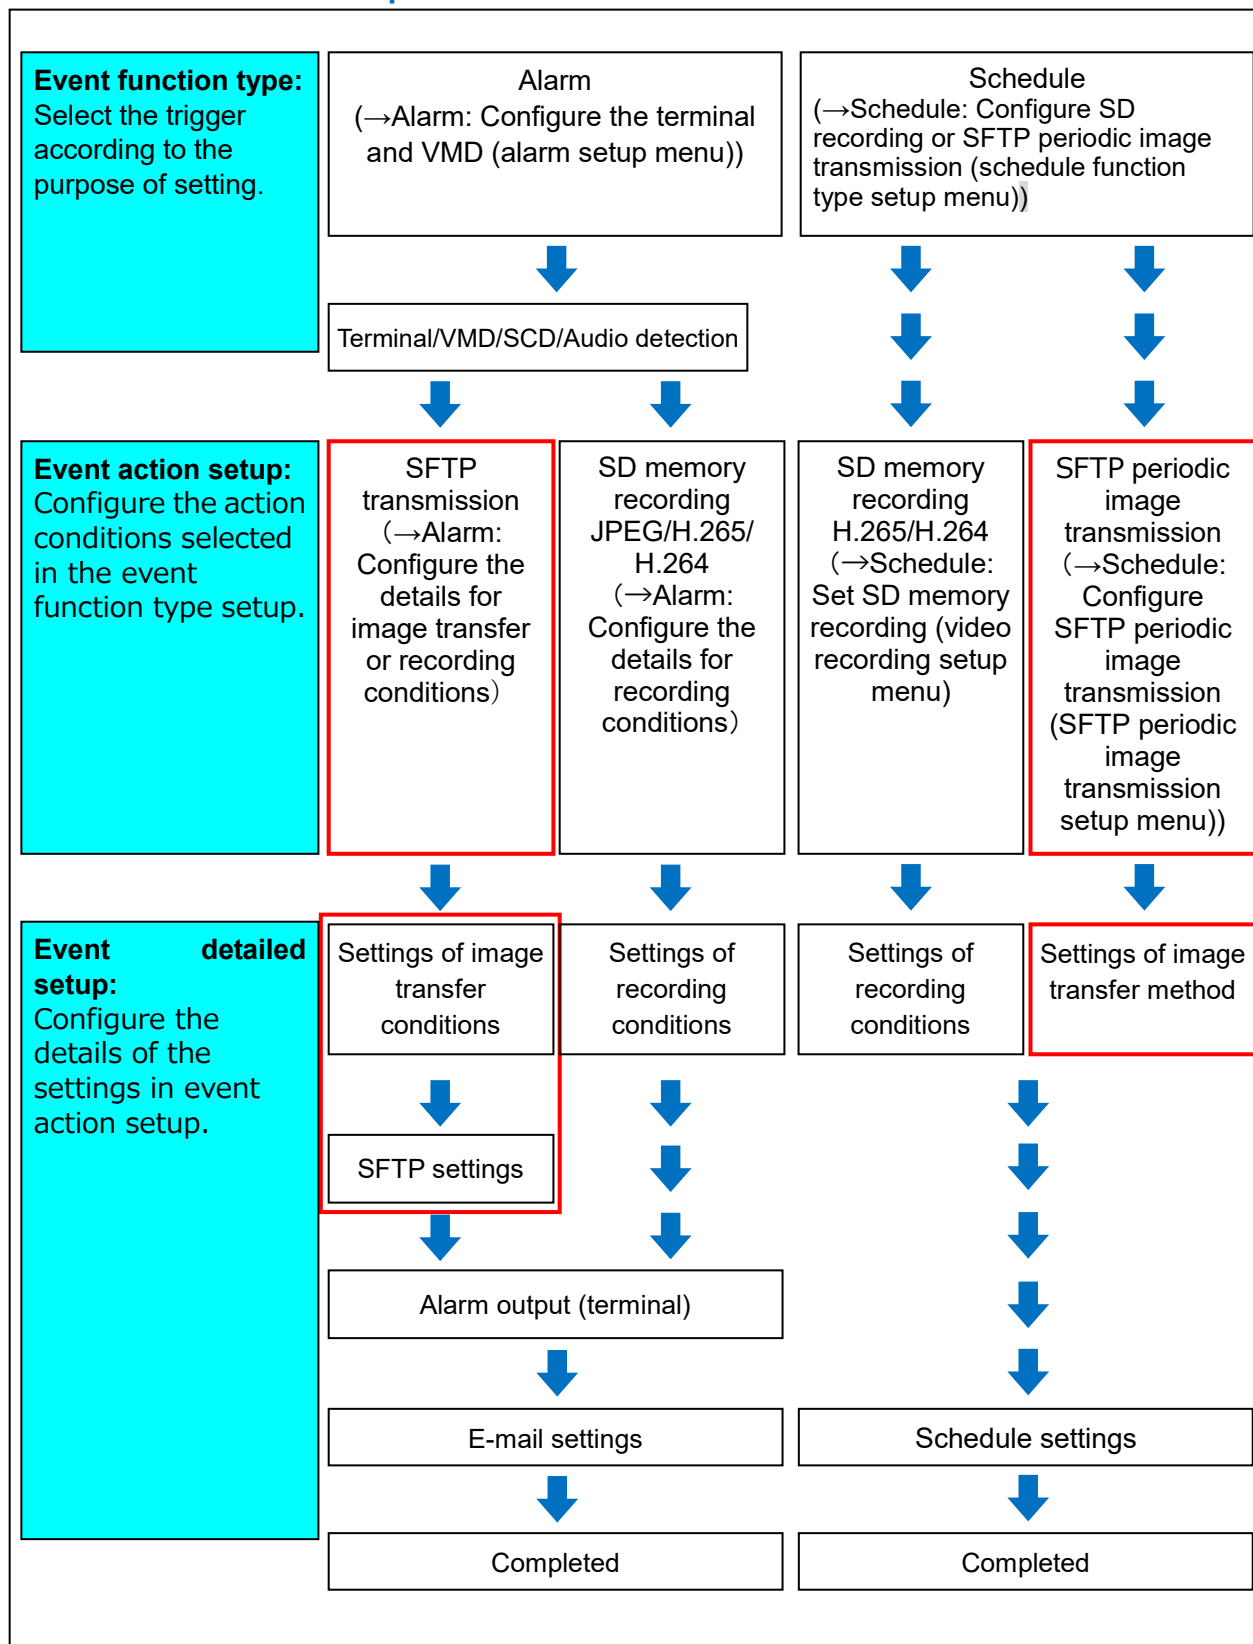 Event function type:
Select the trigger
according to the
purpose of setting.
Alarm
(→Alarm: Configure the terminal
and VMD (alarm setup menu))
Schedule
(→Schedule: Configure SD
recording or SFTP periodic image
transmission (schedule function
type setup menu))
Terminal/VMD/SCD/Audio detection
Event action setup:
Configure the action
conditions selected
in the event
function type setup.
SFTP
transmission
（→Alarm:
Configure the
details for
image transfer
or recording
conditions）
SD memory
recording
JPEG/H.265/
H.264
（→Alarm:
Configure the
details for
recording
conditions）
SD memory
recording
H.265/H.264
（→Schedule:
Set SD memory
recording (video
recording setup
menu)
SFTP periodic
image
transmission
（→Schedule:
Configure
SFTP periodic
image
transmission
(SFTP periodic
image
transmission
setup menu))
Event detailed
setup:
Configure the
details of the
settings in event
action setup.
Settings of image
transfer
conditions
Settings of
recording
conditions
Settings of
recording
conditions
Settings of image
transfer method
SFTP settings
Alarm output (terminal)
E-mail settings
Schedule settings
Completed
Completed